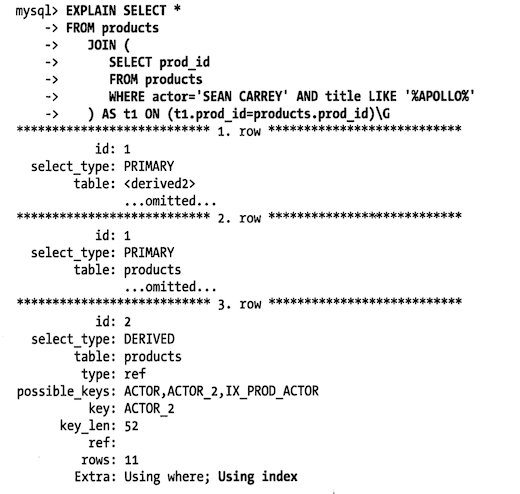 mysql> EXPLAIN SELECT *
-> FROM products
-> JOIN (
-> SELECT prod_id
-> FROM products
-> WHERE actor='SEAN CARREY' AND title LIKE '%APOLLO%'
-> ) AS t1 ON (t1.prod_id=products.prod_id)\G
*************************** 1. row ***************************
id: 1
select_type: PRIMARY
table: <derived2>
...omitted...
*************************** 2. row ***************************
id: 1
select_type: PRIMARY
table: products
...omitted...
*************************** 3. row ***************************
id: 2
select_type: DERIVED
table: products
type: ref
possible_keys: ACTOR,ACTOR_2,IX_PROD_ACTOR
key: ACTOR_2
key_len: 52
ref:
rows: 11
Extra: Using where; Using index